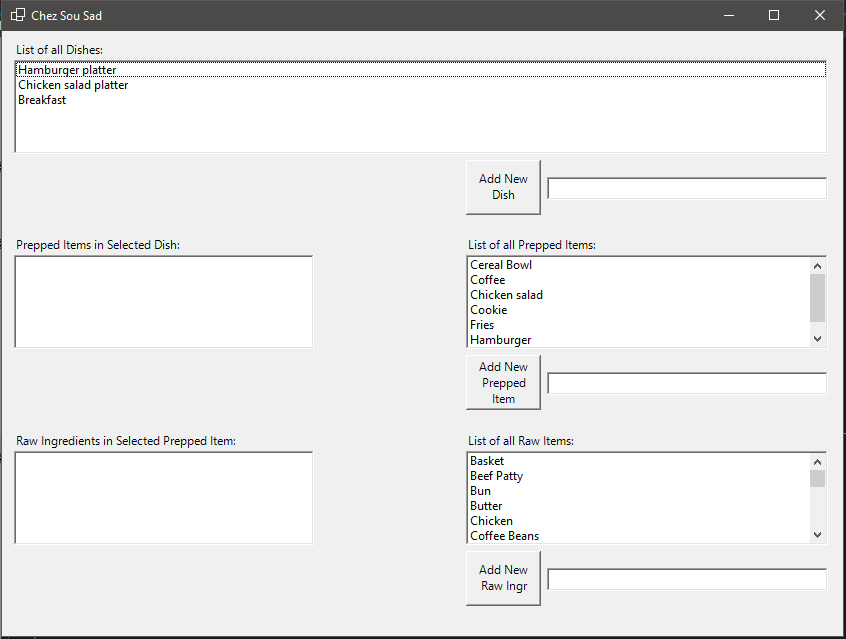 Chez Sou Sad
List of all Dishes:
Hamburger platter
Chicken salad platter
Breakfast
Add New
Dish
Prepped Items in Selected Dish:
List of all Prepped Items:
Cereal Bowl
Coffee
Chicken salad
Cookie
Fries
Hamburger
Add New
Prepped
Item
Raw Ingredients in Selected Prepped Item:
List of all Raw Items:
Basket
Beef Patty
Bun
Butter
Chicken
Coffee Beans
Add New
Raw Ingr